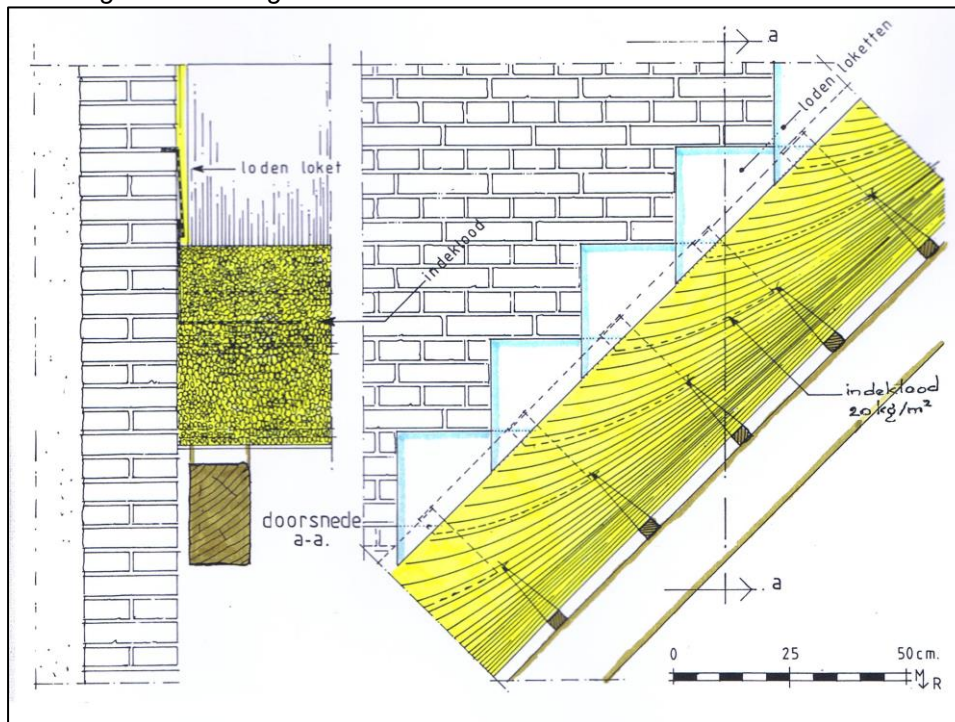 a
loden loketten
loden loket
indeklood
indeklood
20 kg/m²
doorsnede
a-a.
a
0 25 50 cm.
M
R